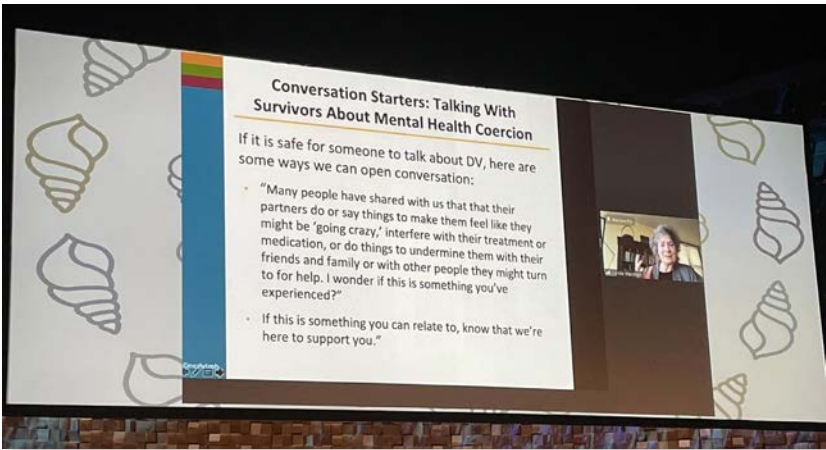 Conversation Starters: Talking With
Survivors About Mental Health Coercion
If it is safe for someone to talk about DV, here are
some ways we can open conversation:
• "Many people have shared with us that that their
partners do or say things to make them feel like they
might be 'going crazy,' interfere with their treatment or
medication, or do things to undermine them with their
friends and family or with other people they might turn
to for help. I wonder if this is something you've
experienced?"
• If this is something you can relate to, know that we're
here to support you."